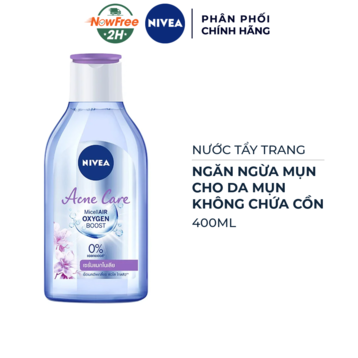 NowFree
2H
NIVEA
PHÂN PHỐI
CHÍNH HÃNG
NIVEA
Acne Care
MicellAIR
OXYGEN
BOOST
0%
NƯỚC TẨY TRANG
NGĂN NGỪA MỤN
CHO DA MỤN
KHÔNG CHỨA CỒN
400ML